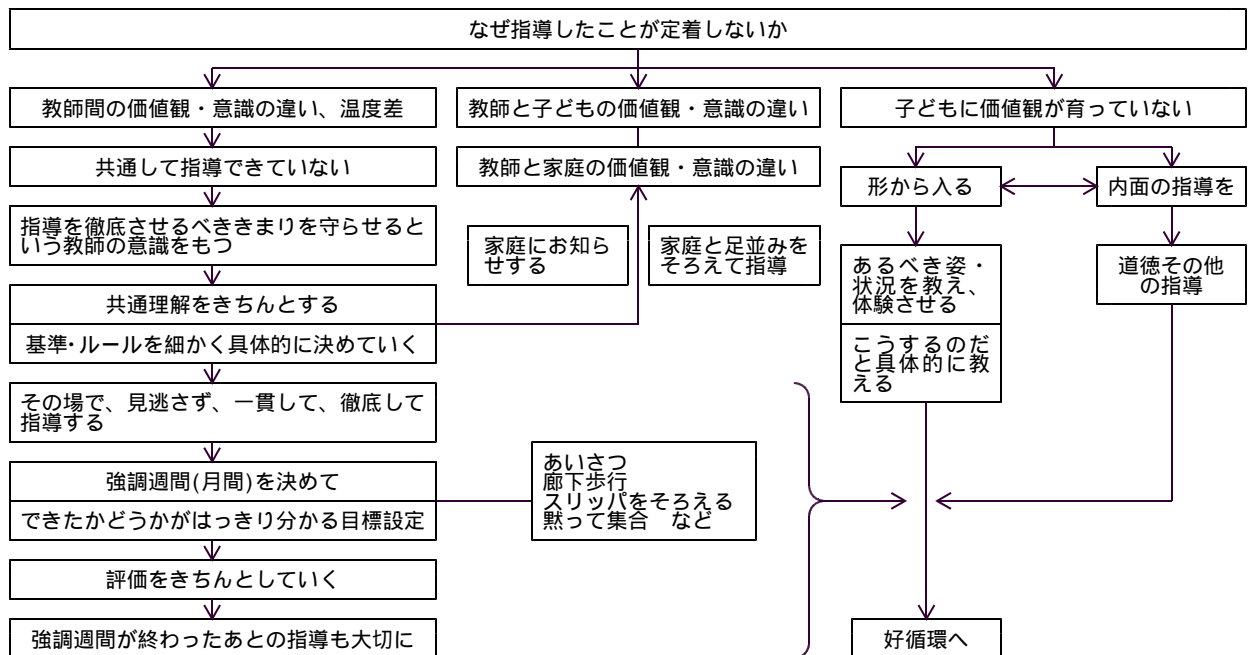 なぜ指導したことが定着しないか
教師間の価値観・意識の違い、温度差
教師と子どもの価値観・意識の違い
子どもに価値観が育っていない
共通して指導できていない
教師と家庭の価値観・意識の違い
形から入る
内面の指導を
指導を徹底させるべききまりを守らせると
いう教師の意識をもつ
家庭にお知ら
せする
家庭と足並みを
そろえて指導
あるべき姿・
状況を教え、
体験させる
道徳その他
の指導
共通理解をきちんとする
基準・ルールを細かく具体的に決めていく
こうするのだ
と具体的に教
える
その場で、見逃さず、一貫して、徹底して
指導する
強調週間(月間)を決めて
できたかどうかがはっきり分かる目標設定
あいさつ
廊下歩行
スリッパをそろえる
黙って集合　など
評価をきちんとしていく
強調週間が終わったあとの指導も大切に
好循環へ